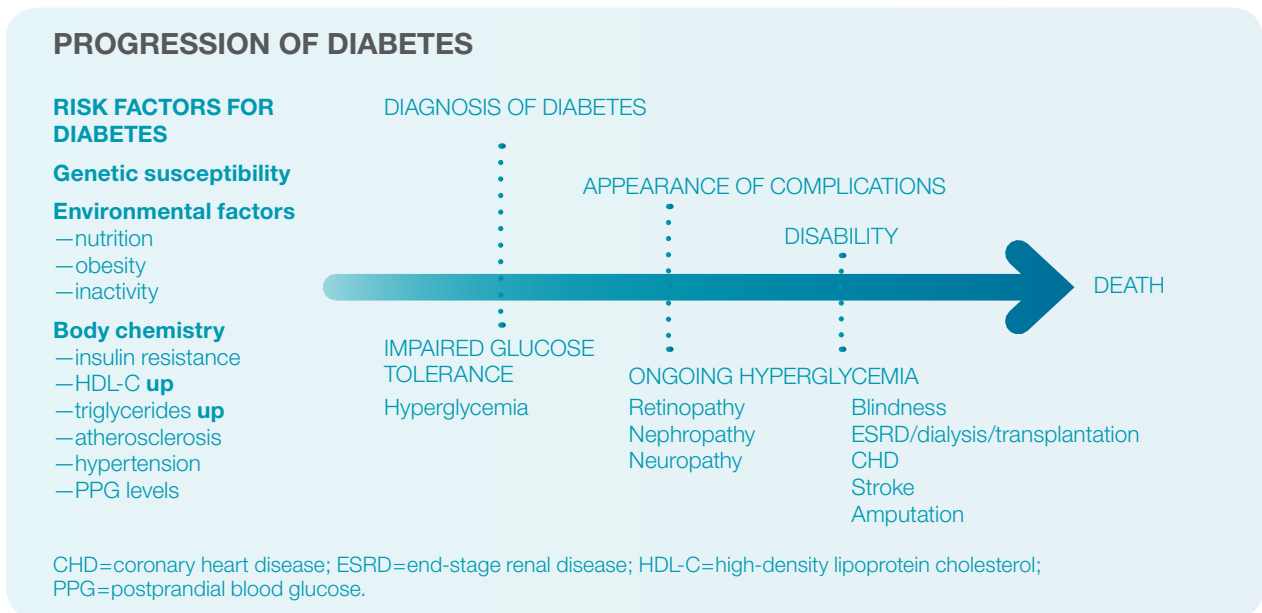 PROGRESSION OF DIABETES
RISK FACTORS FOR
DIABETES
Genetic susceptibility
Environmental factors
—nutrition
—obesity
—inactivity
Body chemistry
—insulin resistance
—HDL-C up
—triglycerides up
—atherosclerosis
—hypertension
—PPG levels
DIAGNOSIS OF DIABETES
APPEARANCE OF COMPLICATIONS
DISABILITY
DEATH
IMPAIRED GLUCOSE
TOLERANCE
Hyperglycemia
ONGOING HYPERGLYCEMIA
Retinopathy
Nephropathy
Neuropathy
Blindness
ESRD/dialysis/transplantation
CHD
Stroke
Amputation
CHD=coronary heart disease; ESRD=end-stage renal disease; HDL-C=high-density lipoprotein cholesterol;
PPG=postprandial blood glucose.